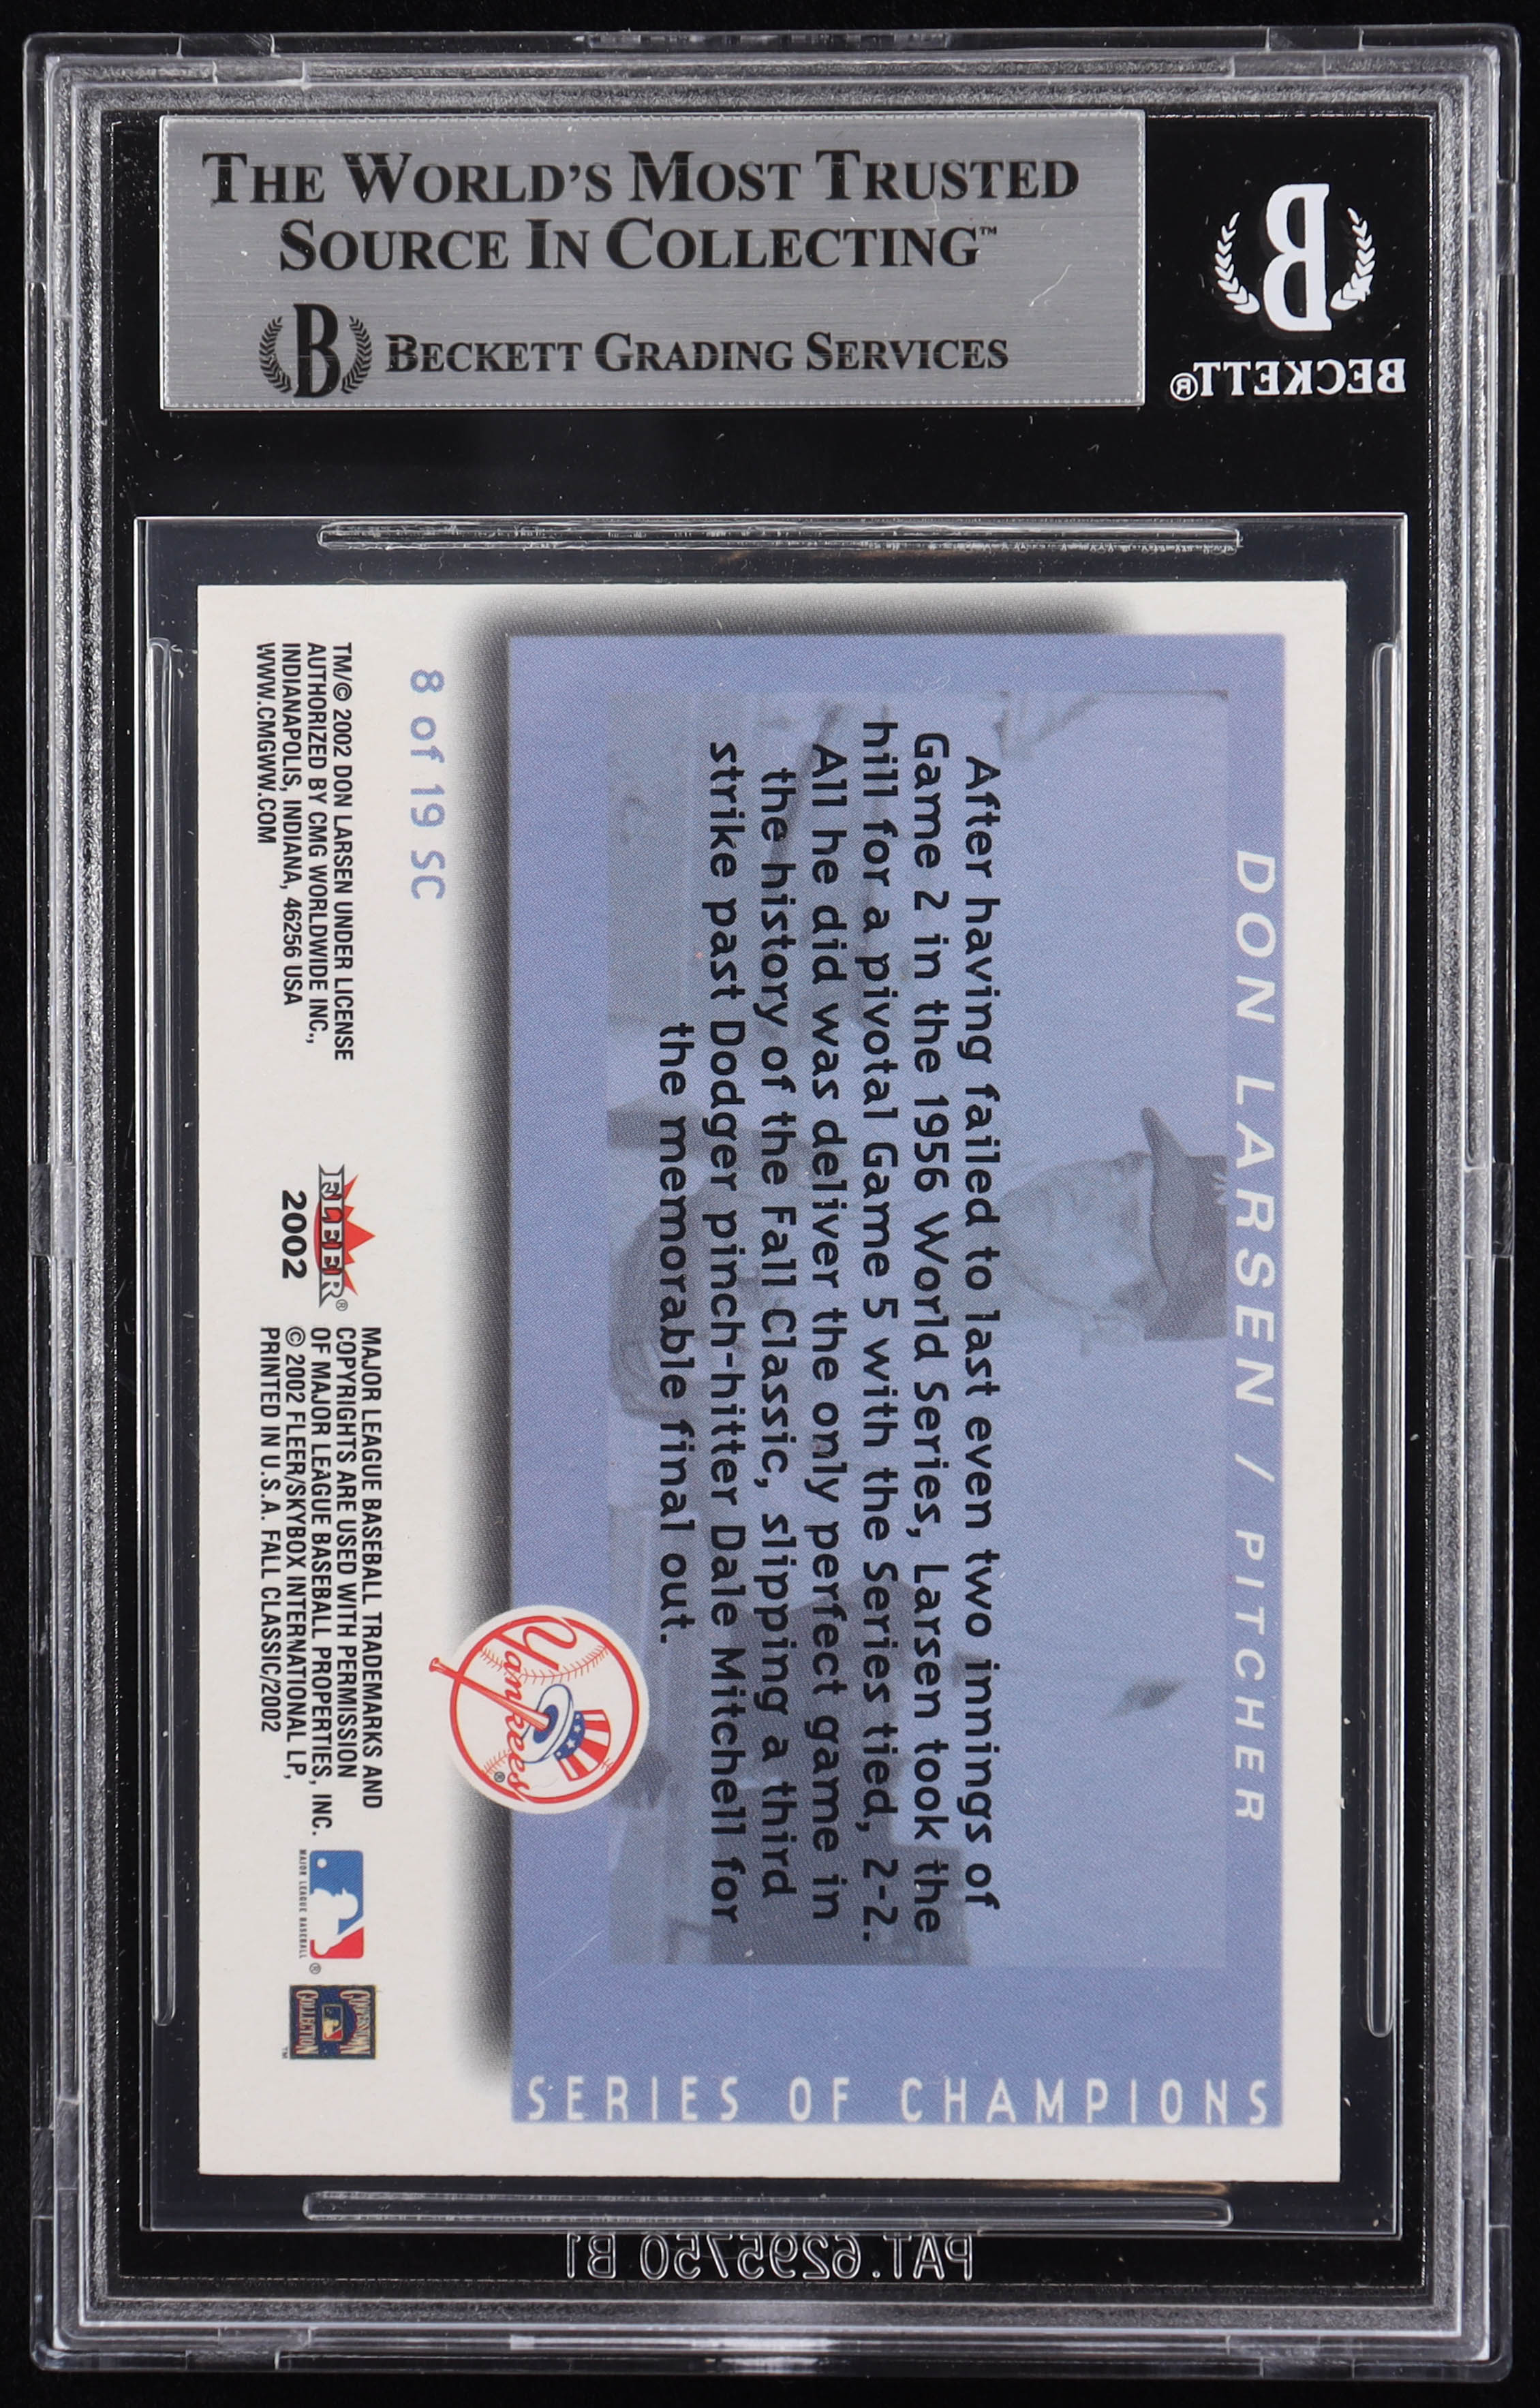 THE WORLD'S MOST TRUSTED
SOURCE IN COLLECTING™
B BECKETT GRADING SERVICES
B
BECKETT®
DON LARSEN / PITCHER
After having failed to last even two innings of
Game 2 in the 1956 World Series, Larsen took the
hill for a pivotal Game 5 with the Series tied, 2-2.
All he did was deliver the only perfect game in
the history of the Fall Classic, slipping a third
strike past Dodger pinch-hitter Dale Mitchell for
the memorable final out.
SERIES OF CHAMPIONS
Yankees®
8 of 19 SC
TM/© 2002 DON LARSEN UNDER LICENSE
AUTHORIZED BY CMG WORLDWIDE INC.,
INDIANAPOLIS, INDIANA, 46256 USA
WWW.CMGWW.COM
FLEER®
2002
MAJOR LEAGUE BASEBALL TRADEMARKS AND
COPYRIGHTS ARE USED WITH PERMISSION
OF MAJOR LEAGUE BASEBALL PROPERTIES, INC.
© 2002 FLEER/SKYBOX INTERNATIONAL LP,
PRINTED IN U.S.A. FALL CLASSIC/2002
MAJOR LEAGUE BASEBALL®
COOPERSTOWN
COLLECTION™
PAT.6295750 B1